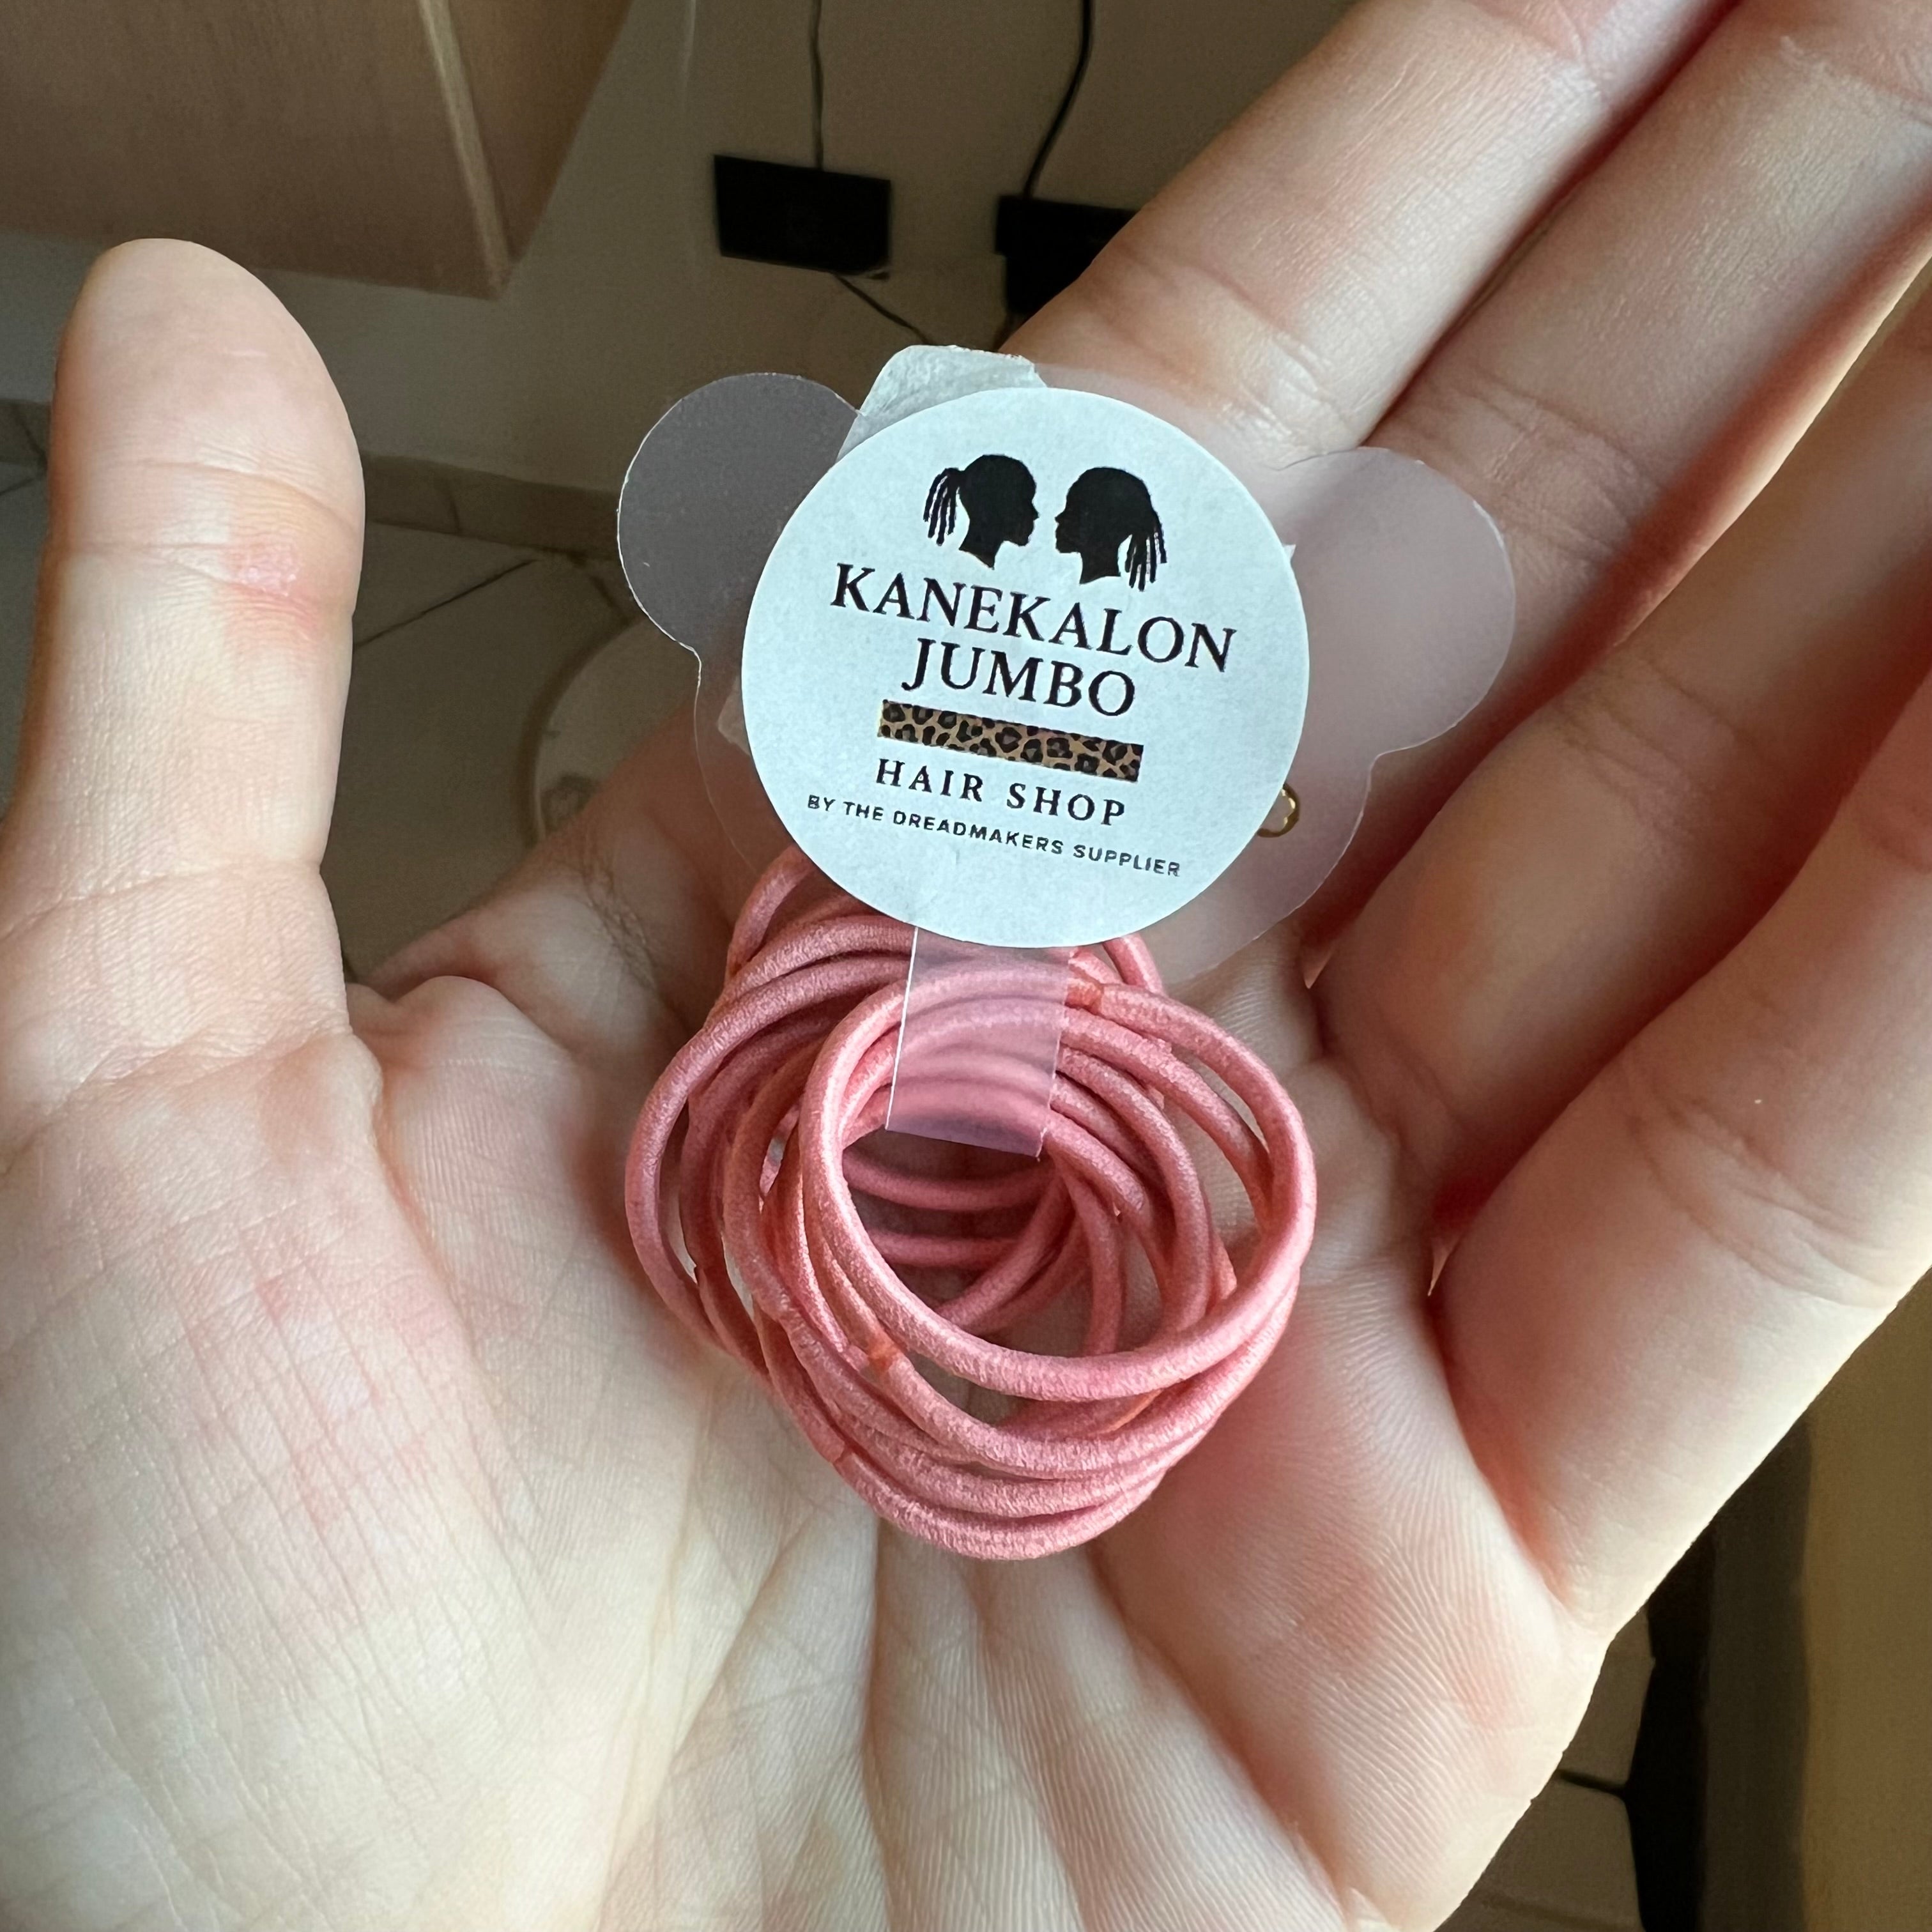 KANEKALON
JUMBO
HAIR SHOP
BY THE DREADMAKERS SUPPLIER